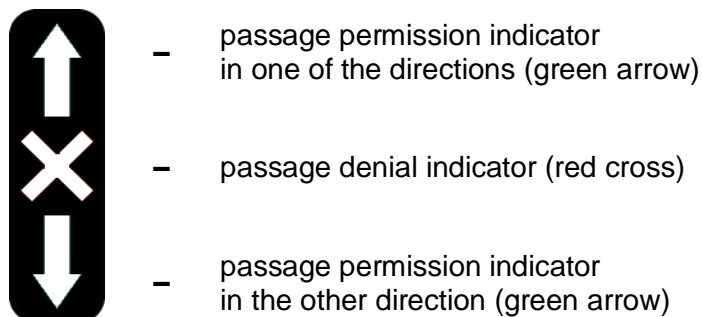 – passage permission indicator
in one of the directions (green arrow)
– passage denial indicator (red cross)
– passage permission indicator
in the other direction (green arrow)